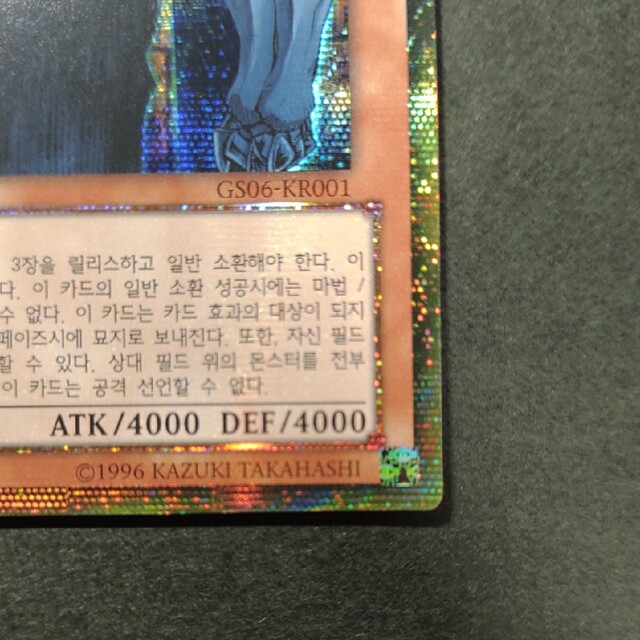 GS06-KR001
3장을 릴리스하고 일반 소환해야 한다. 이
다. 이 카드의 일반 소환 성공시에는 마법 /
수 없다. 이 카드는 카드 효과의 대상이 되지
페이즈시에 묘지로 보내진다. 또한, 자신 필드
할 수 있다. 상대 필드 위의 몬스터를 전부
이 카드는 공격 선언할 수 없다.
ATK/4000 DEF/4000
©1996 KAZUKI TAKAHASHI